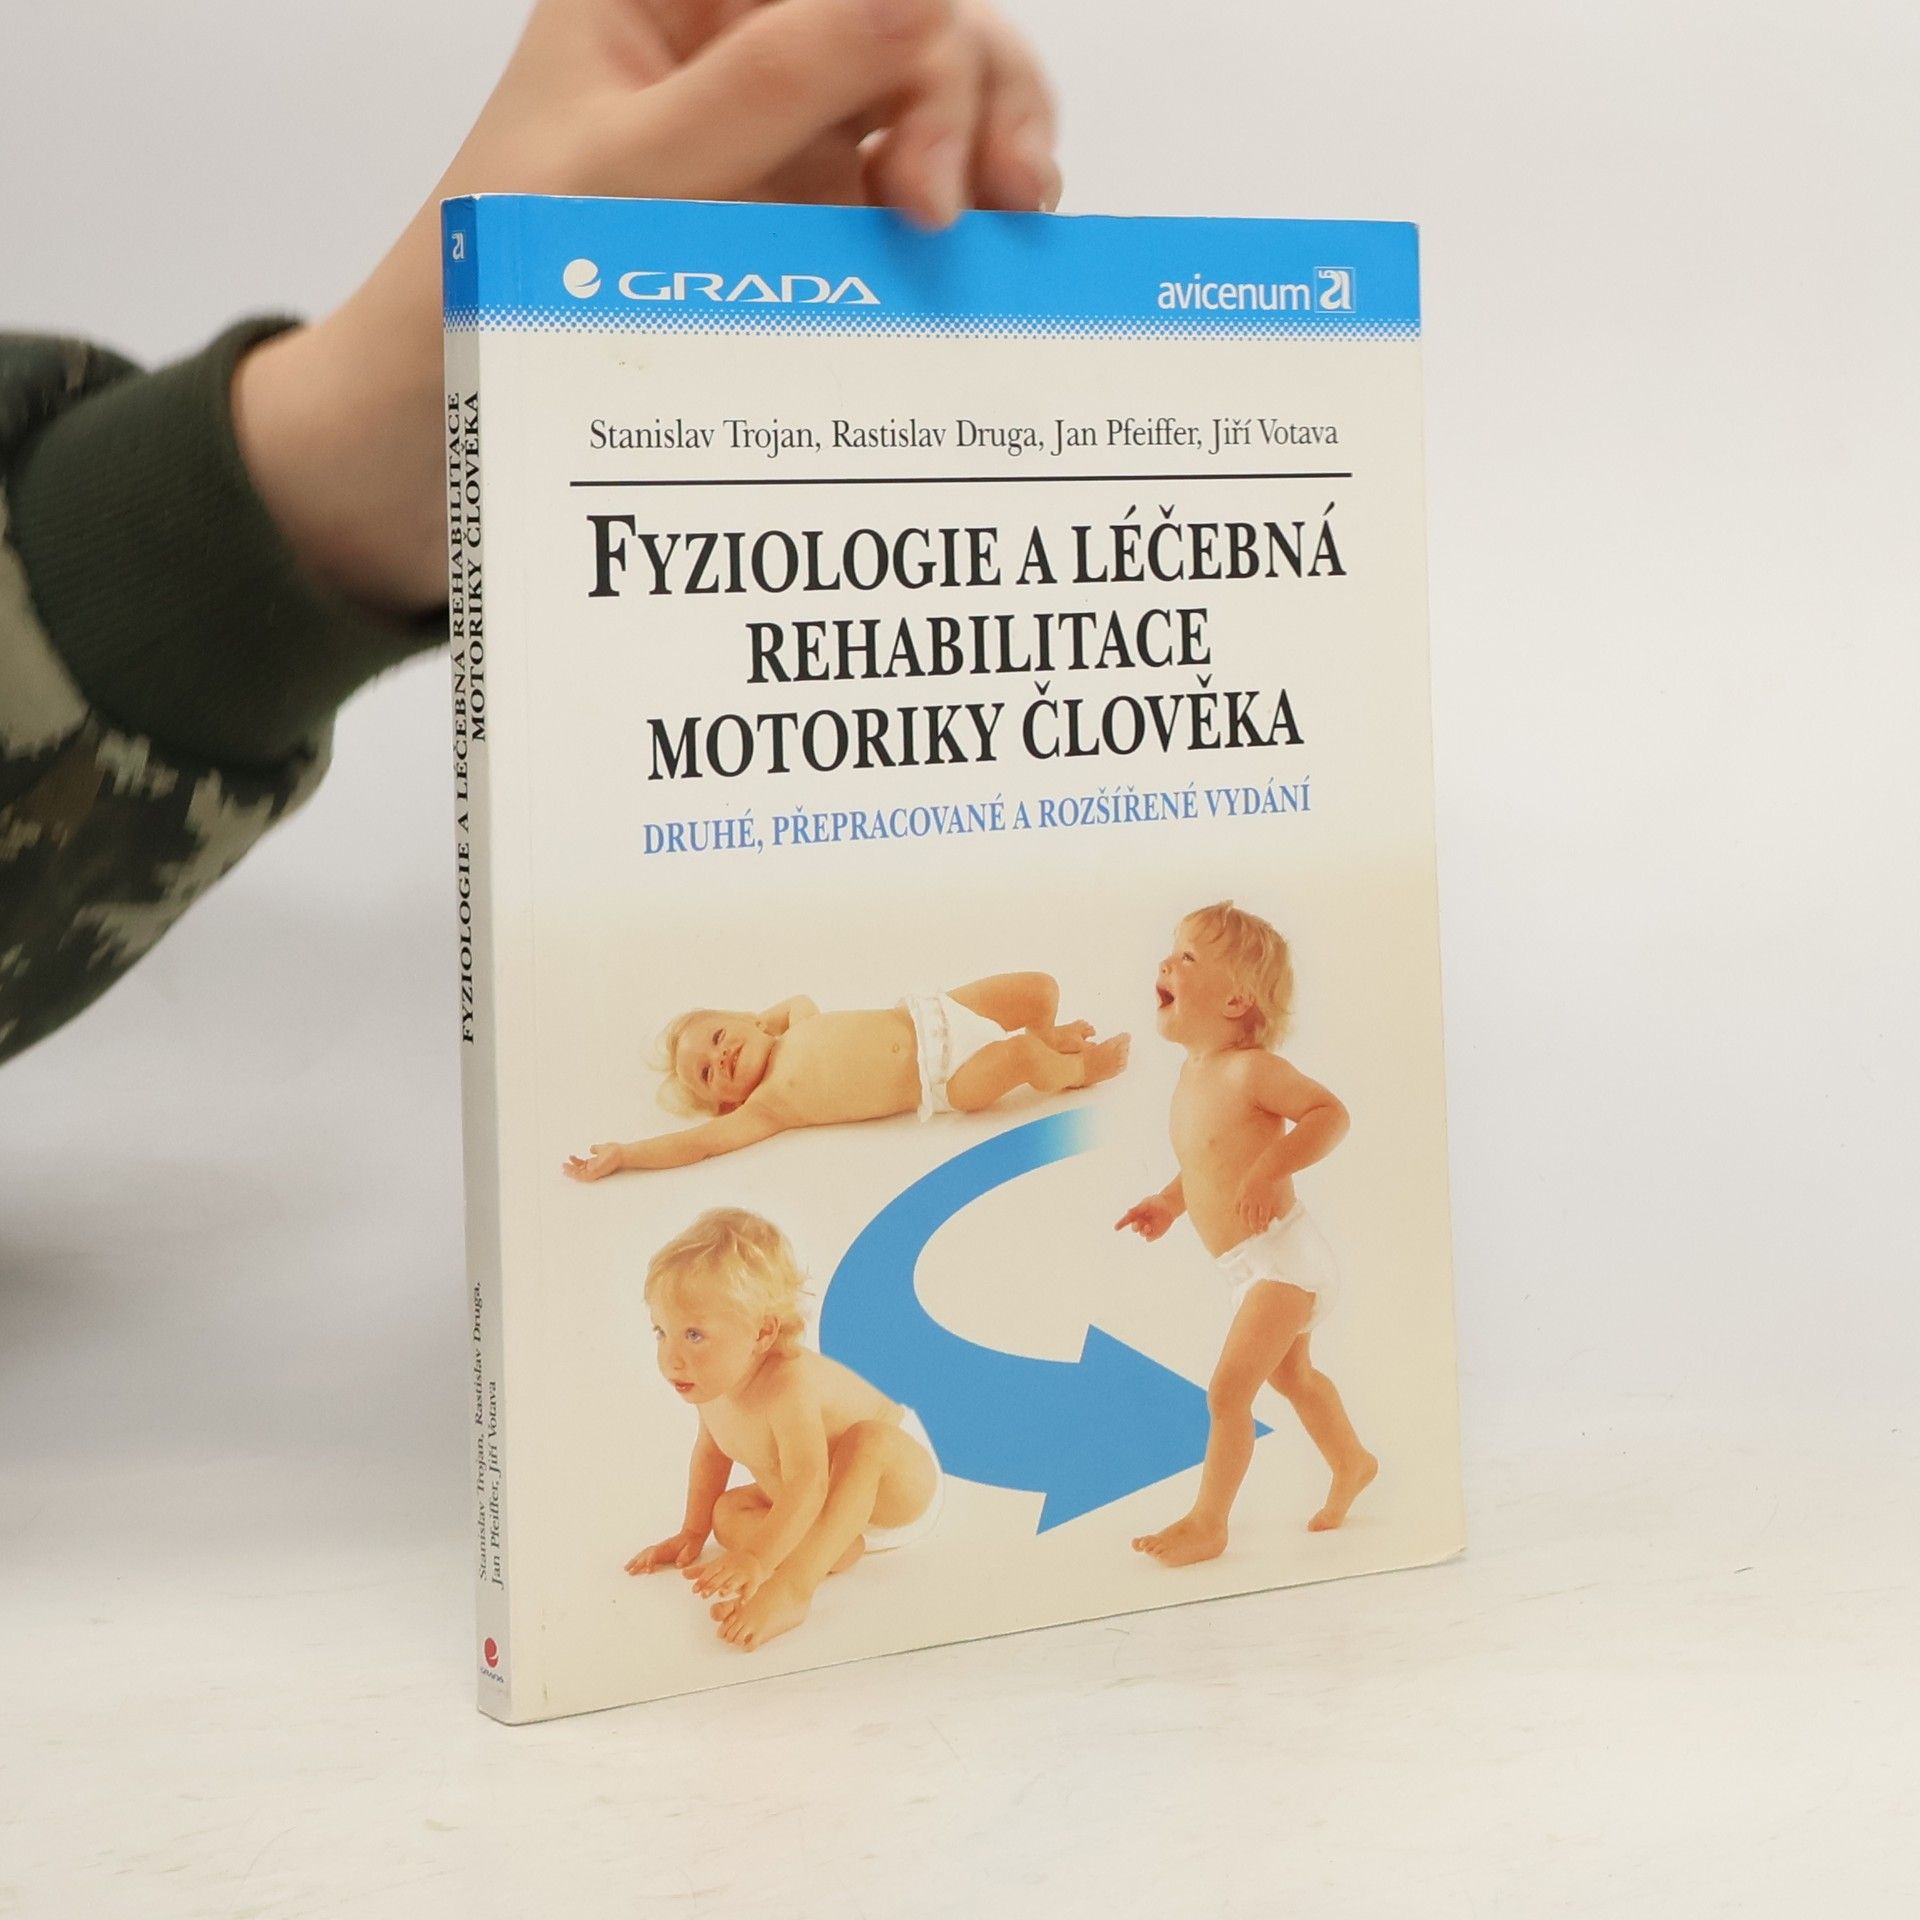 GRADA
avicenum
Stanislav Trojan, Rastislav Druga, Jan Pfeiffer, Jiří Votava
FYZIOLOGIE A LÉČEBNÁ
REHABILITACE
MOTORIKY ČLOVĚKA
DRUHÉ, PŘEPRACOVANÉ A ROZŠÍŘENÉ VYDÁNÍ
FYZIOLOGIE A LÉČEBNÁ REHABILITACE
MOTORIKY ČLOVĚKA
Stanislav Trojan, Rastislav Druga,
Jan Pfeiffer, Jiří Votava
GRADA